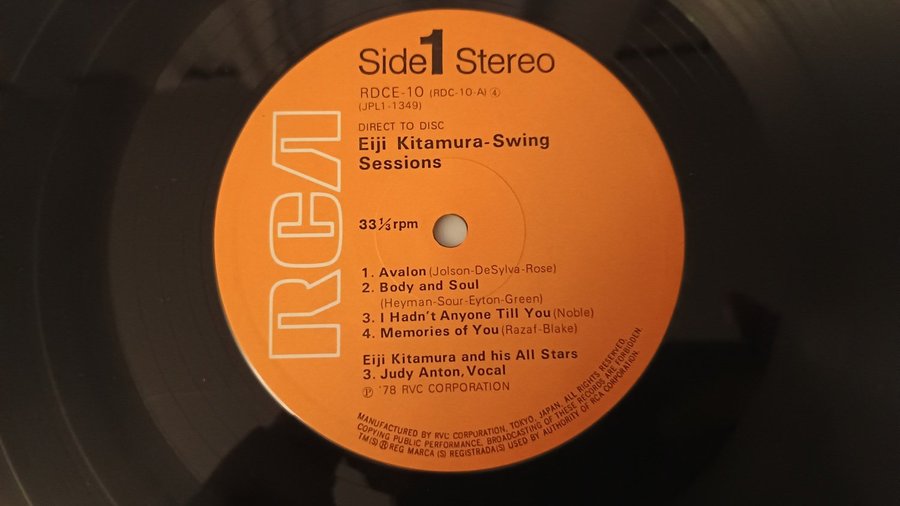 RCA
Side 1 Stereo
RDCE-10 (RDC-10-A) ④
(JPL1-1349)
DIRECT TO DISC
Eiji Kitamura-Swing
Sessions
33⅓rpm
1. Avalon (Jolson-DeSylva-Rose)
2. Body and Soul
(Heyman-Sour-Eyton-Green)
3. I Hadn't Anyone Till You (Noble)
4. Memories of You (Razaf-Blake)
Eiji Kitamura and his All Stars
3. Judy Anton, Vocal
Ⓟ '78 RVC CORPORATION
MANUFACTURED BY RVC CORPORATION, TOKYO, JAPAN. ALL RIGHTS RESERVED.
COPYING PUBLIC PERFORMANCE, BROADCASTING OF THESE RECORDS ARE FORBIDDEN.
TM(S) ® REG MARCA (S) REGISTRADA(S) USED BY AUTHORITY OF RCA CORPORATION.